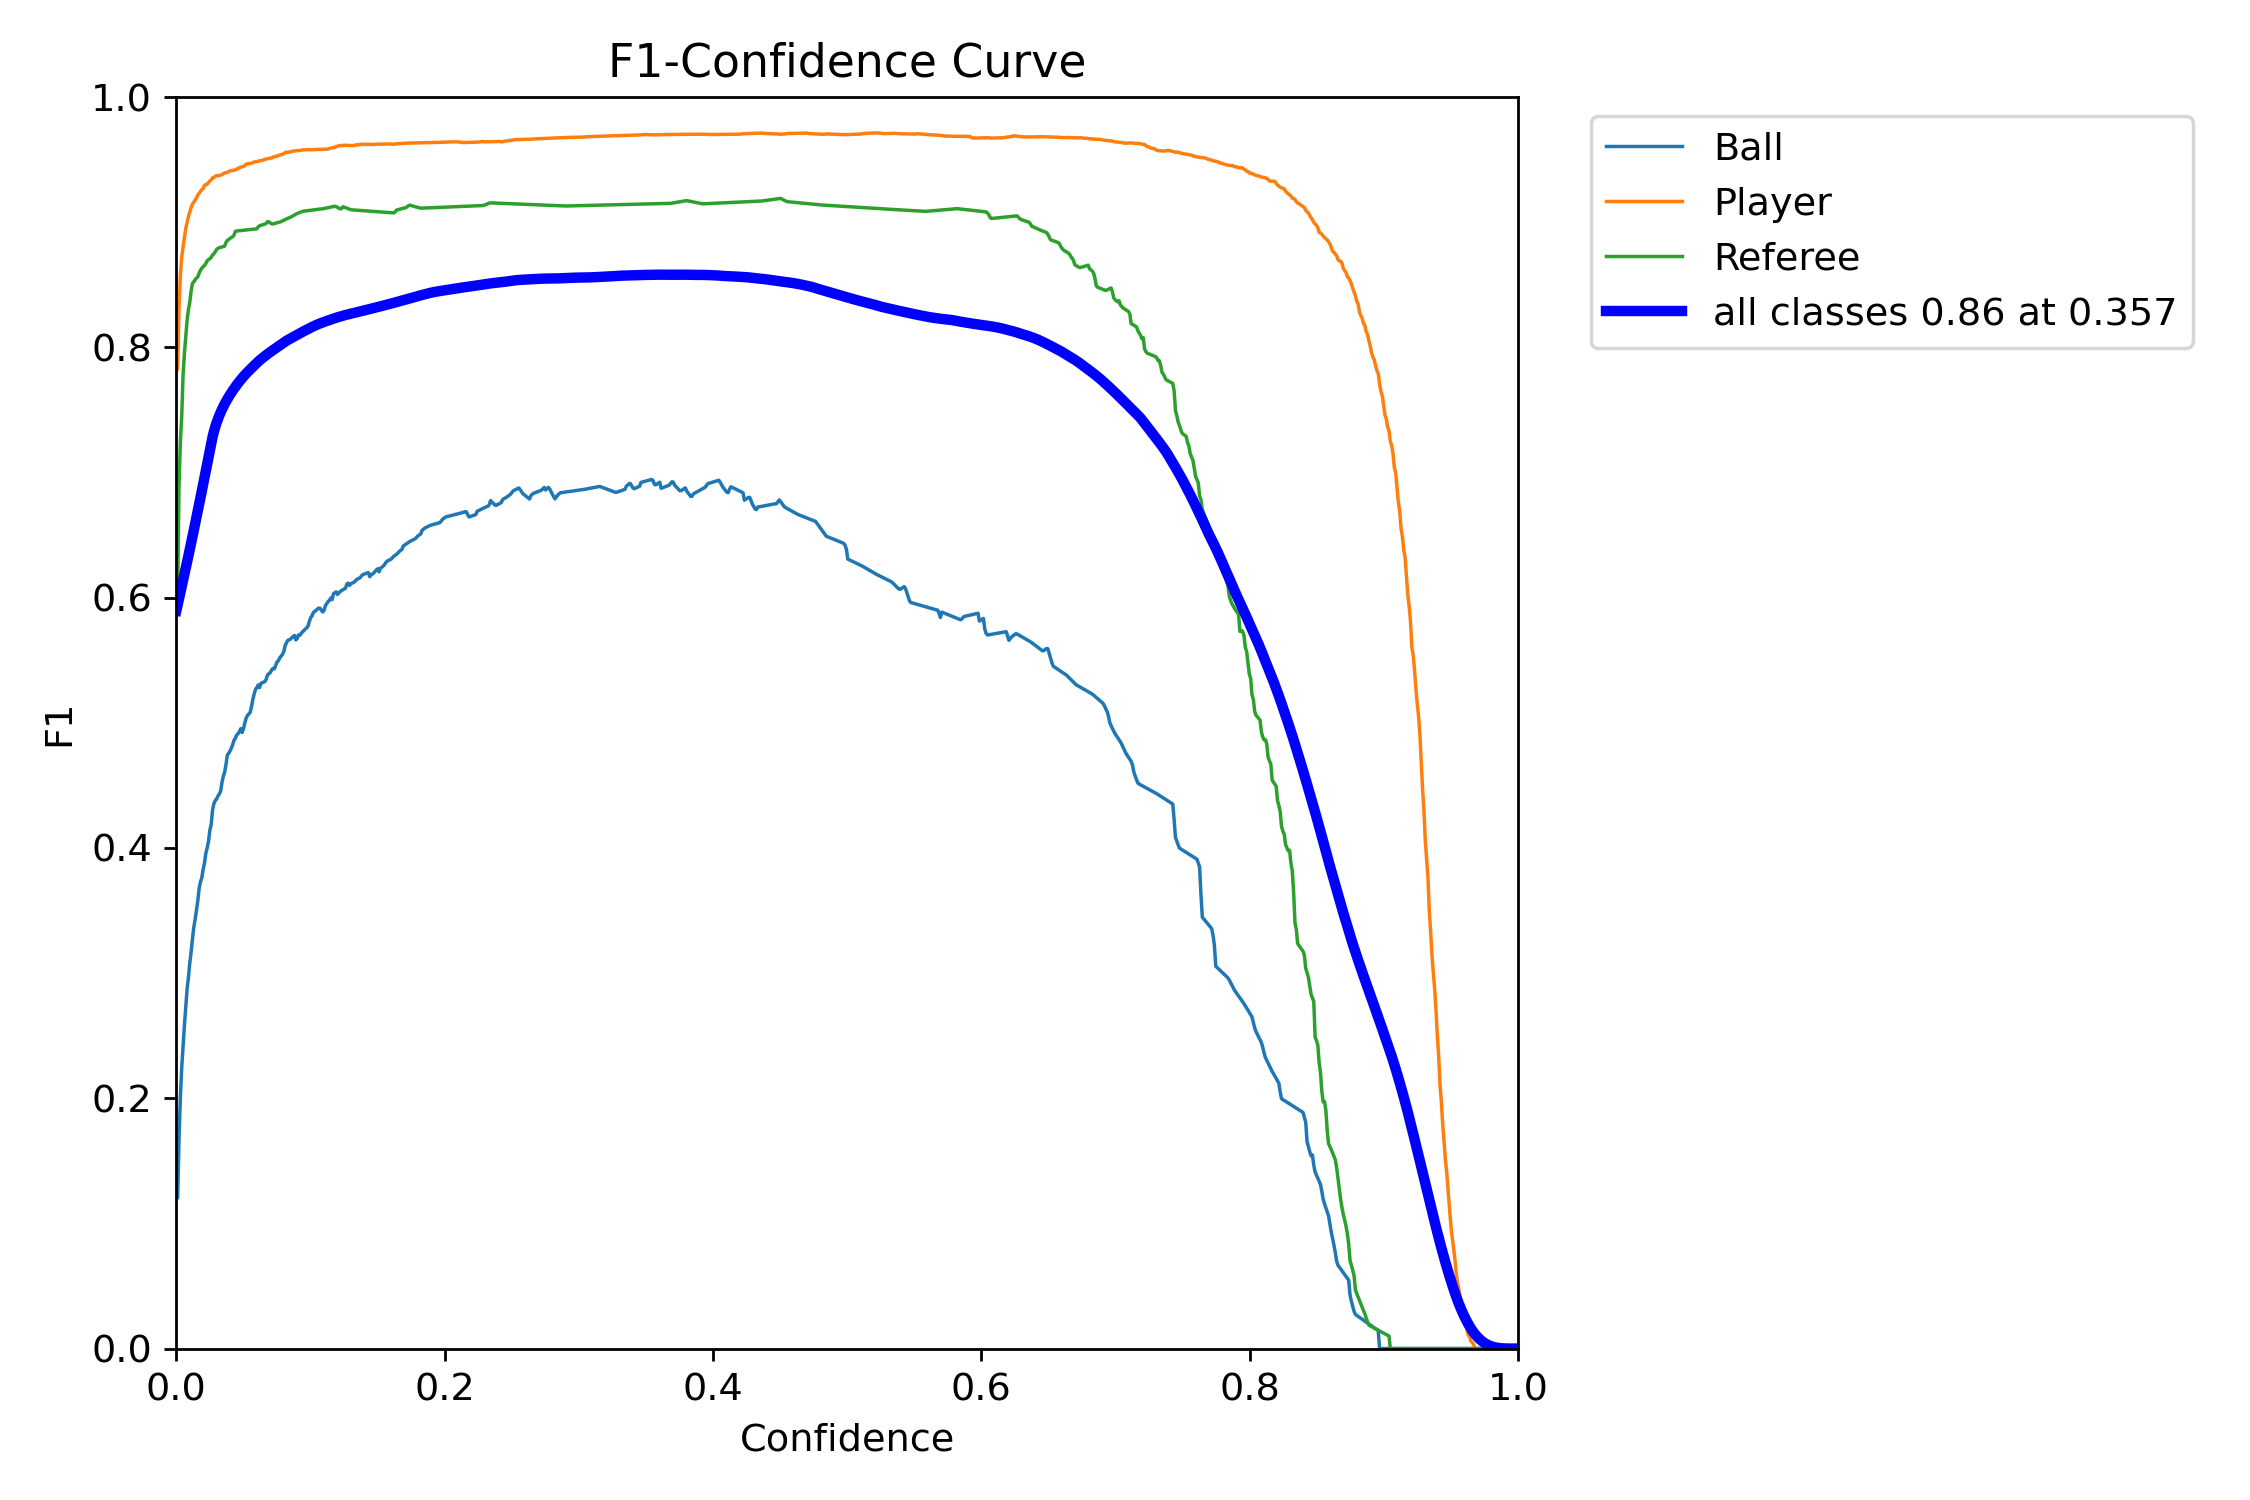 F1-Confidence Curve
1.0
0.8
0.6
0.4
0.2
0.0
F1
0.0 0.2 0.4 0.6 0.8 1.0
Confidence
Ball
Player
Referee
all classes 0.86 at 0.357